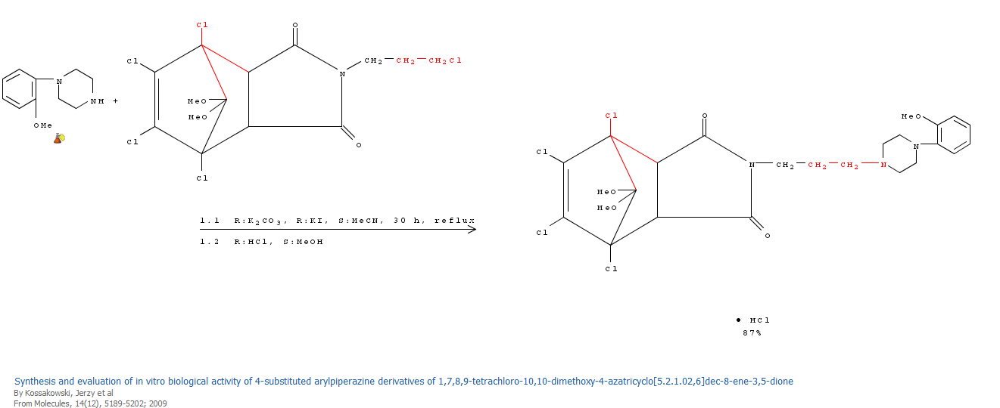 Cl
O
Cl
CH2 CH2 CH2Cl
N
N
MeO
NH +
MeO
OMe
Cl
O
Cl
Cl
O
MeO
Cl
N
N
CH2 CH2 CH2 N
MeO
MeO
1.1 R:K2CO3, R:KI, S:MeCN, 30 h, reflux
Cl
O
1.2 R:HCl, S:MeOH
Cl
• HCl
87%
Synthesis and evaluation of in vitro biological activity of 4-substituted arylpiperazine derivatives of 1,7,8,9-tetrachloro-10,10-dimethoxy-4-azatricyclo[5.2.1.02,6]dec-8-ene-3,5-dione
By Kossakowski, Jerzy et al
From Molecules, 14(12), 5189-5202; 2009